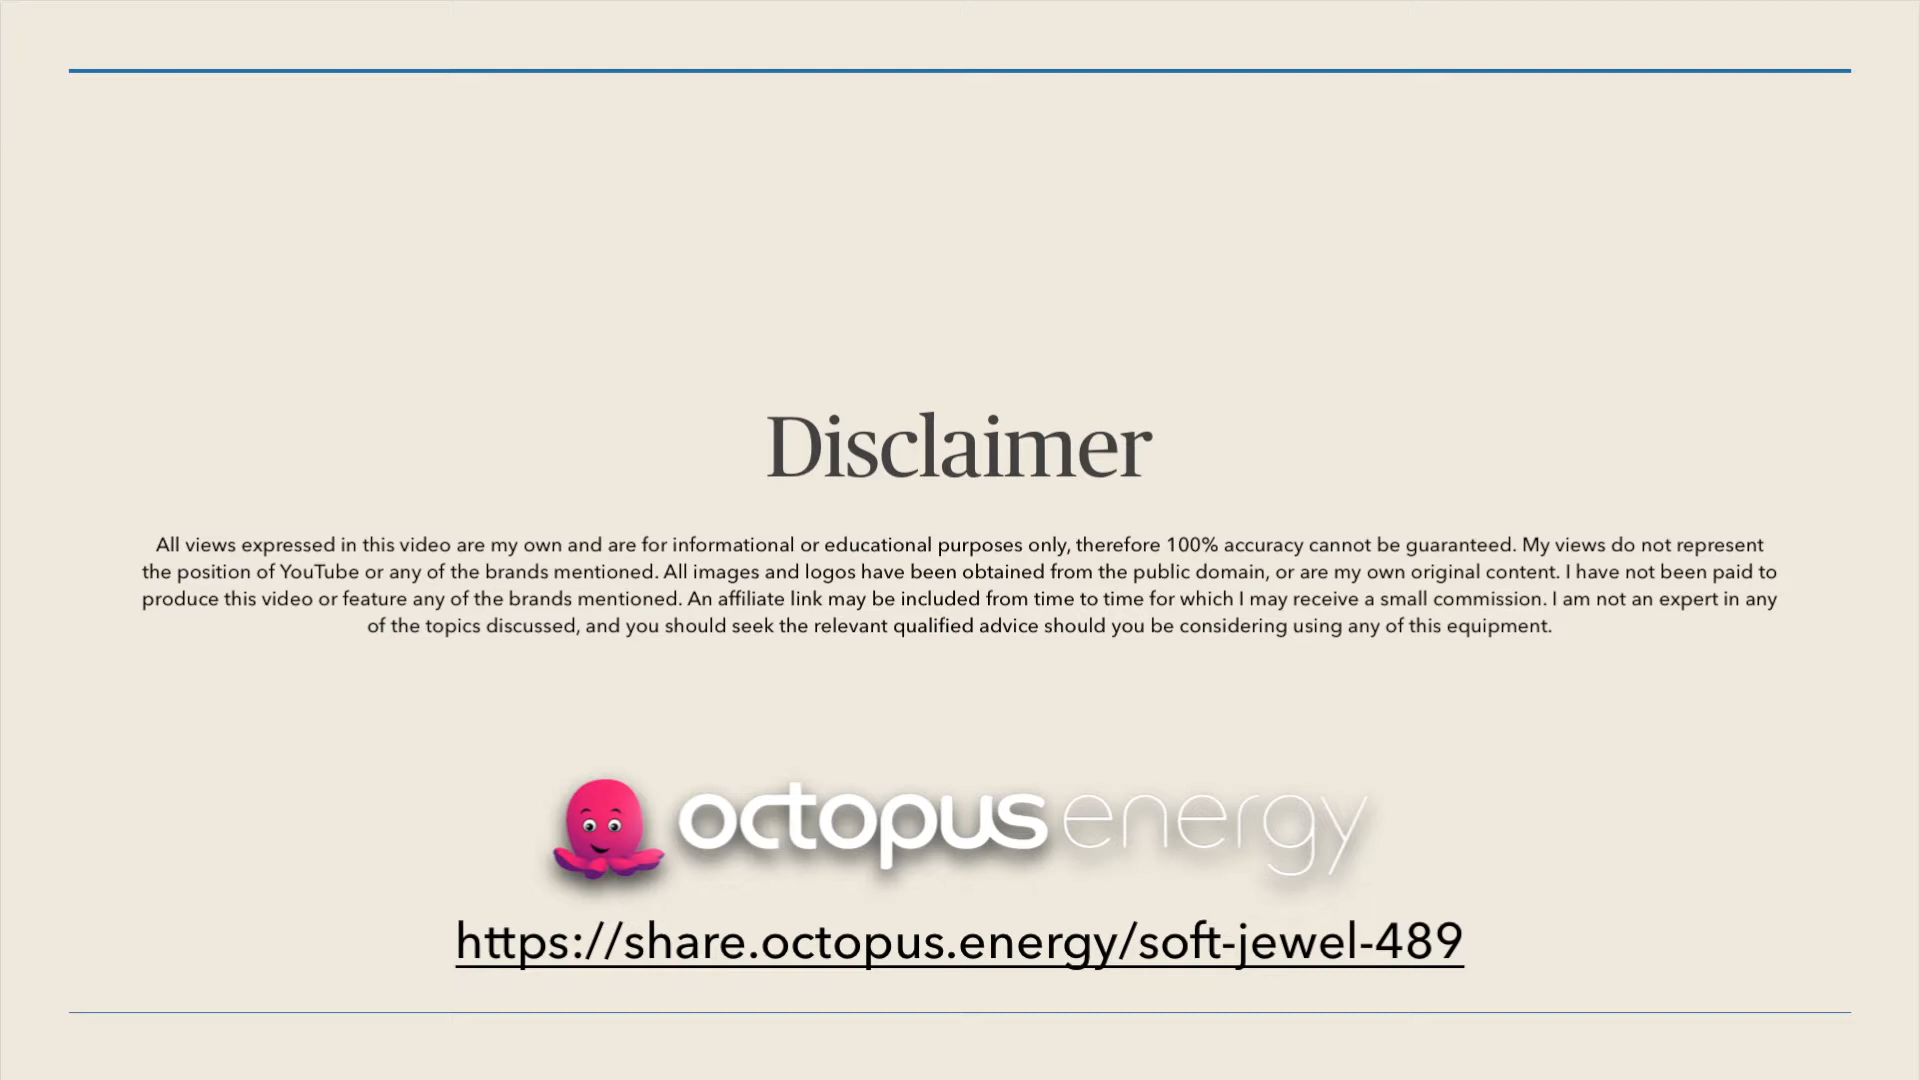 Disclaimer
All views expressed in this video are my own and are for informational or educational purposes only, therefore 100% accuracy cannot be guaranteed. My views do not represent
the position of YouTube or any of the brands mentioned. All images and logos have been obtained from the public domain, or are my own original content. I have not been paid to
produce this video or feature any of the brands mentioned. An affiliate link may be included from time to time for which I may receive a small commission. I am not an expert in any
of the topics discussed, and you should seek the relevant qualified advice should you be considering using any of this equipment.
octopus energy
https://share.octopus.energy/soft-jewel-489